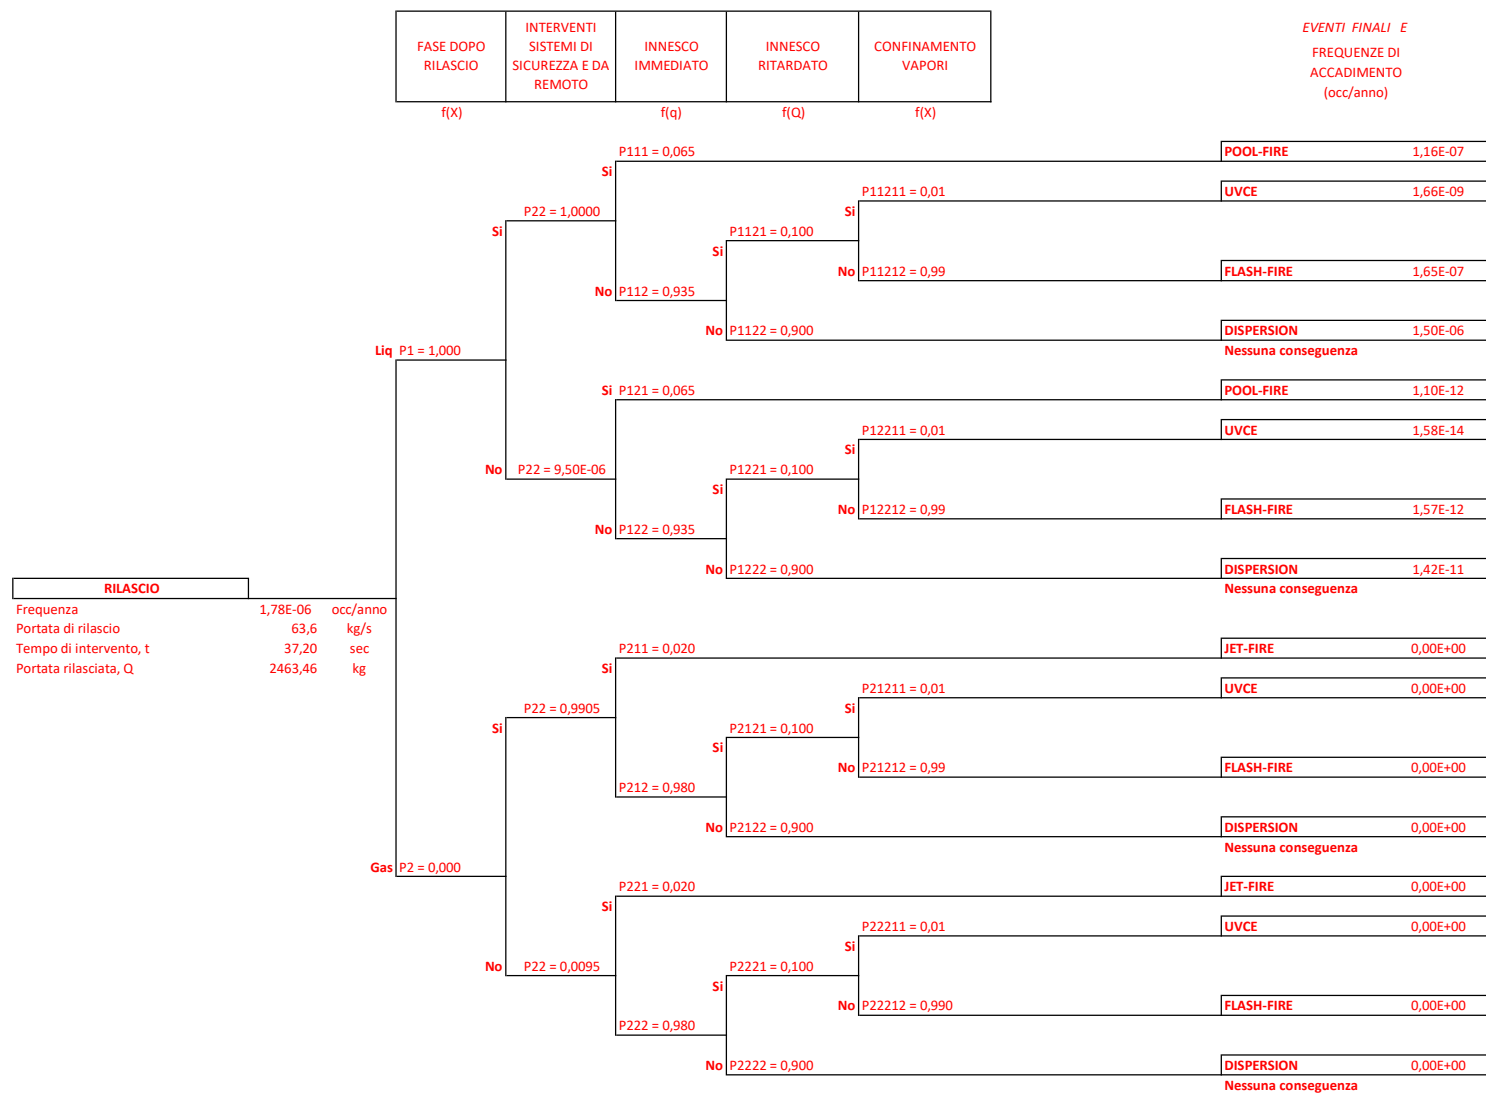 FASE DOPO
RILASCIO
INTERVENTI
SISTEMI DI
SICUREZZA E DA
REMOTO
INNESCO
IMMEDIATO
INNESCO
RITARDATO
CONFINAMENTO
VAPORI
EVENTI FINALI E
FREQUENZE DI
ACCADIMENTO
(occ/anno)
f(X) f(q) f(Q) f(X)
P111 = 0,065 POOL-FIRE 1,16E-07
Si
P11211 = 0,01 UVCE 1,66E-09
P22 = 1,0000 Si
Si P1121 = 0,100
Si
No P11212 = 0,99 FLASH-FIRE 1,65E-07
No P112 = 0,935
No P1122 = 0,900 DISPERSION 1,50E-06
Liq P1 = 1,000 Nessuna conseguenza
Si P121 = 0,065 POOL-FIRE 1,10E-12
P12211 = 0,01 UVCE 1,58E-14
Si
No P22 = 9,50E-06 P1221 = 0,100
Si
No P12212 = 0,99 FLASH-FIRE 1,57E-12
No P122 = 0,935
No P1222 = 0,900 DISPERSION 1,42E-11
RILASCIO Nessuna conseguenza
Frequenza 1,78E-06 occ/anno
Portata di rilascio 63,6 kg/s
Tempo di intervento, t 37,20 sec
Portata rilasciata, Q 2463,46 kg
P211 = 0,020 JET-FIRE 0,00E+00
Si
P21211 = 0,01 UVCE 0,00E+00
P22 = 0,9905 Si
Si P2121 = 0,100
Si
No P21212 = 0,99 FLASH-FIRE 0,00E+00
P212 = 0,980
No P2122 = 0,900 DISPERSION 0,00E+00
Nessuna conseguenza
Gas P2 = 0,000
P221 = 0,020 JET-FIRE 0,00E+00
Si
P22211 = 0,01 UVCE 0,00E+00
Si
No P22 = 0,0095 P2221 = 0,100
Si
No P22212 = 0,990 FLASH-FIRE 0,00E+00
P222 = 0,980
No P2222 = 0,900 DISPERSION 0,00E+00
Nessuna conseguenza